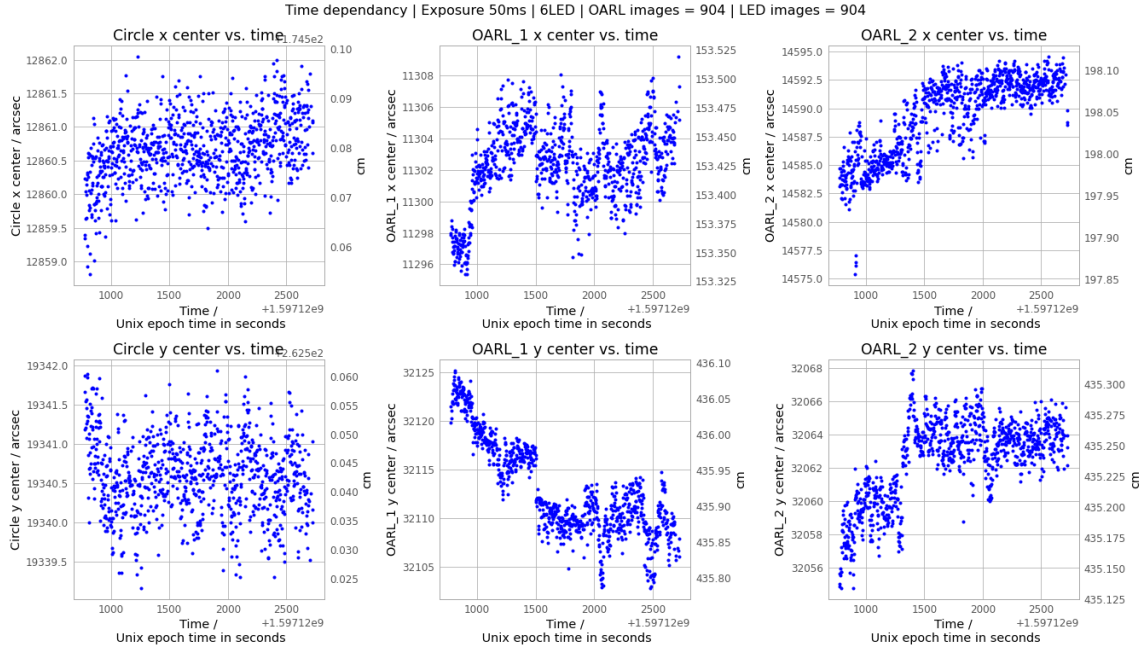 Time dependancy | Exposure 50ms | 6LED | OARL images = 904 | LED images = 904
Circle x center vs. time
+1.745e2
12862.0
12861.5
12861.0
12860.5
12860.0
12859.5
12859.0
Circle x center / arcsec
0.10
0.09
0.08
0.07
0.06
cm
1000 1500 2000 2500
Time /
Unix epoch time in seconds
+1.59712e9
OARL_1 x center vs. time
11308
11306
11304
11302
11300
11298
11296
OARL_1 x center / arcsec
153.525
153.500
153.475
153.450
153.425
153.400
153.375
153.350
153.325
cm
1000 1500 2000 2500
Time /
Unix epoch time in seconds
+1.59712e9
OARL_2 x center vs. time
14595.0
14592.5
14590.0
14587.5
14585.0
14582.5
14580.0
14577.5
14575.0
OARL_2 x center / arcsec
198.10
198.05
198.00
197.95
197.90
197.85
cm
1000 1500 2000 2500
Time /
Unix epoch time in seconds
+1.59712e9
Circle y center vs. time
+2.625e2
19342.0
19341.5
19341.0
19340.5
19340.0
19339.5
Circle y center / arcsec
0.060
0.055
0.050
0.045
0.040
0.035
0.030
0.025
cm
1000 1500 2000 2500
Time /
Unix epoch time in seconds
+1.59712e9
OARL_1 y center vs. time
32125
32120
32115
32110
32105
OARL_1 y center / arcsec
436.10
436.05
436.00
435.95
435.90
435.85
435.80
cm
1000 1500 2000 2500
Time /
Unix epoch time in seconds
+1.59712e9
OARL_2 y center vs. time
32068
32066
32064
32062
32060
32058
32056
OARL_2 y center / arcsec
435.300
435.275
435.250
435.225
435.200
435.175
435.150
435.125
cm
1000 1500 2000 2500
Time /
Unix epoch time in seconds
+1.59712e9